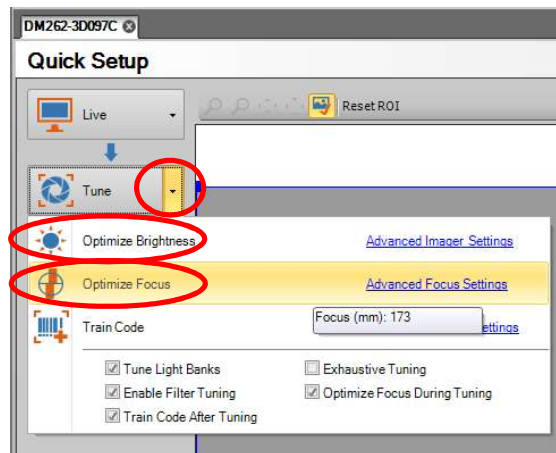 DM262-3D097C
Quick Setup
Live
Reset ROI
Tune
Optimize Brightness Advanced Imager Settings
Optimize Focus Advanced Focus Settings
Train Code Focus (mm): 173 ettings
Tune Light Banks Exhaustive Tuning
Enable Filter Tuning Optimize Focus During Tuning
Train Code After Tuning